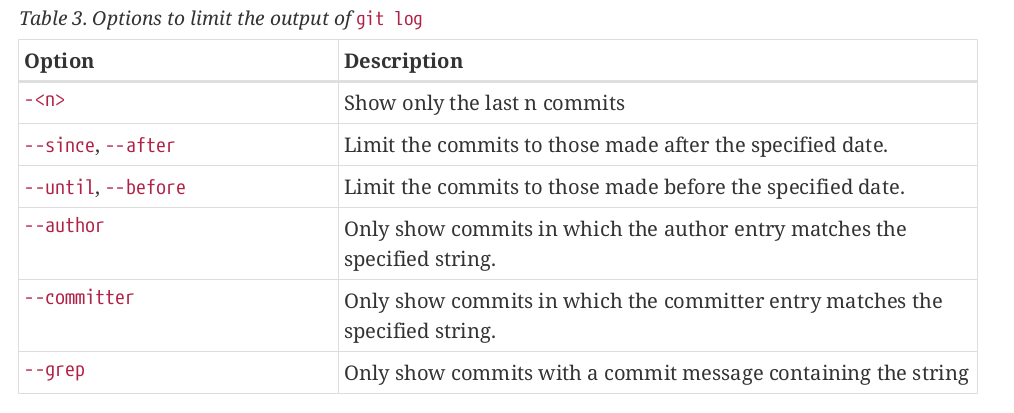 Table 3. Options to limit the output of git log
Option Description
-<n> Show only the last n commits
--since, --after Limit the commits to those made after the specified date.
--until, --before Limit the commits to those made before the specified date.
--author Only show commits in which the author entry matches the
specified string.
--committer Only show commits in which the committer entry matches the
specified string.
--grep Only show commits with a commit message containing the string